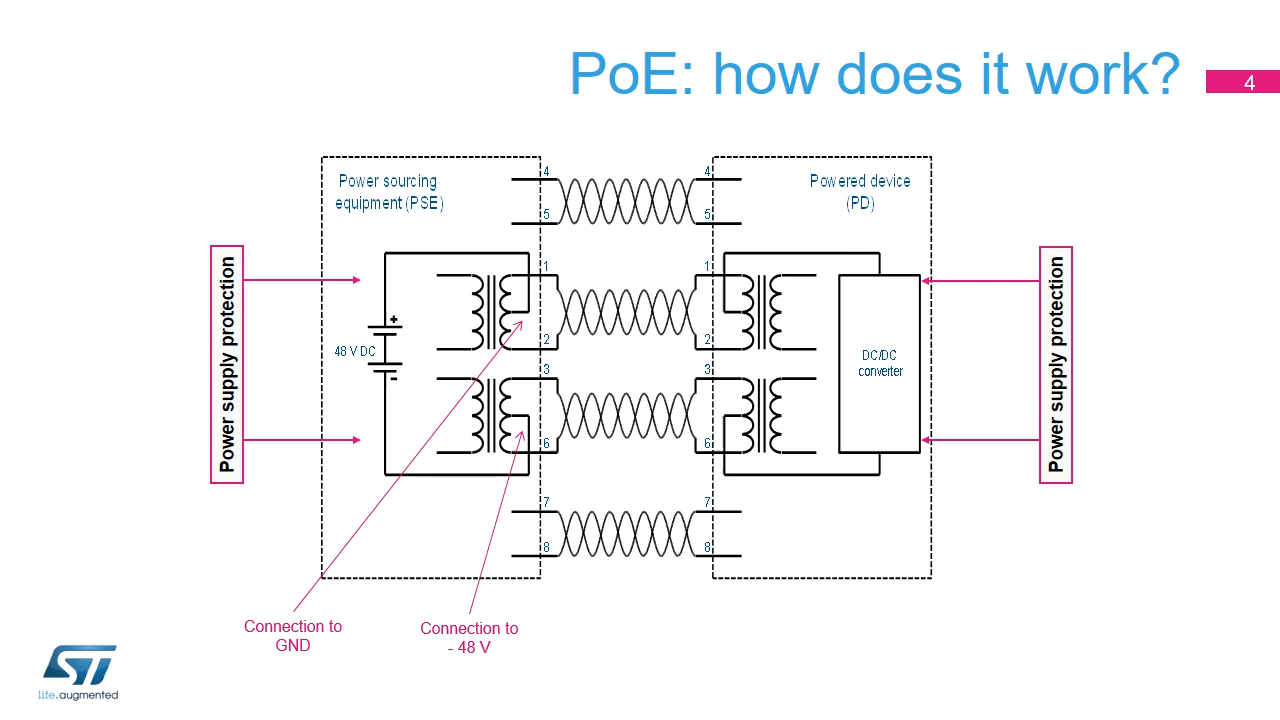 PoE: how does it work?
4
Power sourcing
equipment (PSE)
Powered device
(PD)
4
5
4
5
Power supply protection
1
2
1
2
+
48 V DC
-
DC/DC
converter
Power supply protection
3
6
3
6
7
8
7
8
Connection to
GND
Connection to
- 48 V
ST
life.augmented